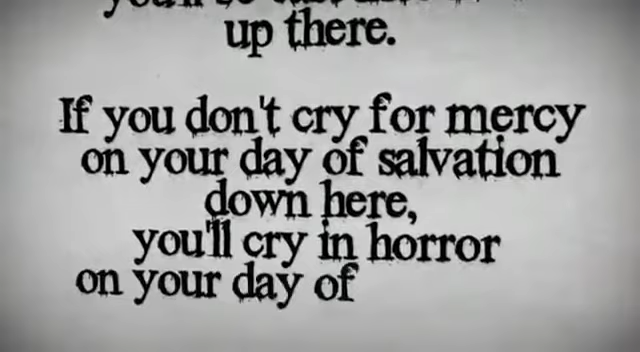 up there.
If you don't cry for mercy
on your day of salvation
down here,
you'll cry in horror
on your day of